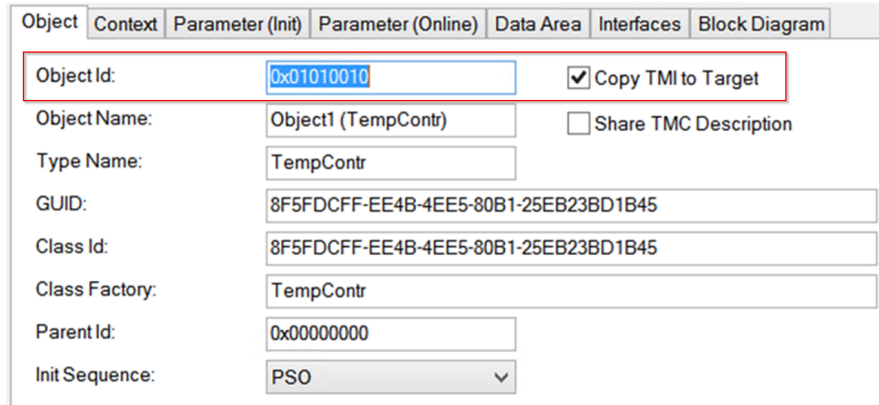 Object Context Parameter (Init) Parameter (Online) Data Area Interfaces Block Diagram
Object Id: 0x01010010 Copy TMI to Target
Object Name: Object1 (TempContr) Share TMC Description
Type Name: TempContr
GUID: 8F5FDCFF-EE4B-4EE5-80B1-25EB23BD1B45
Class Id: 8F5FDCFF-EE4B-4EE5-80B1-25EB23BD1B45
Class Factory: TempContr
Parent Id: 0x00000000
Init Sequence: PSO